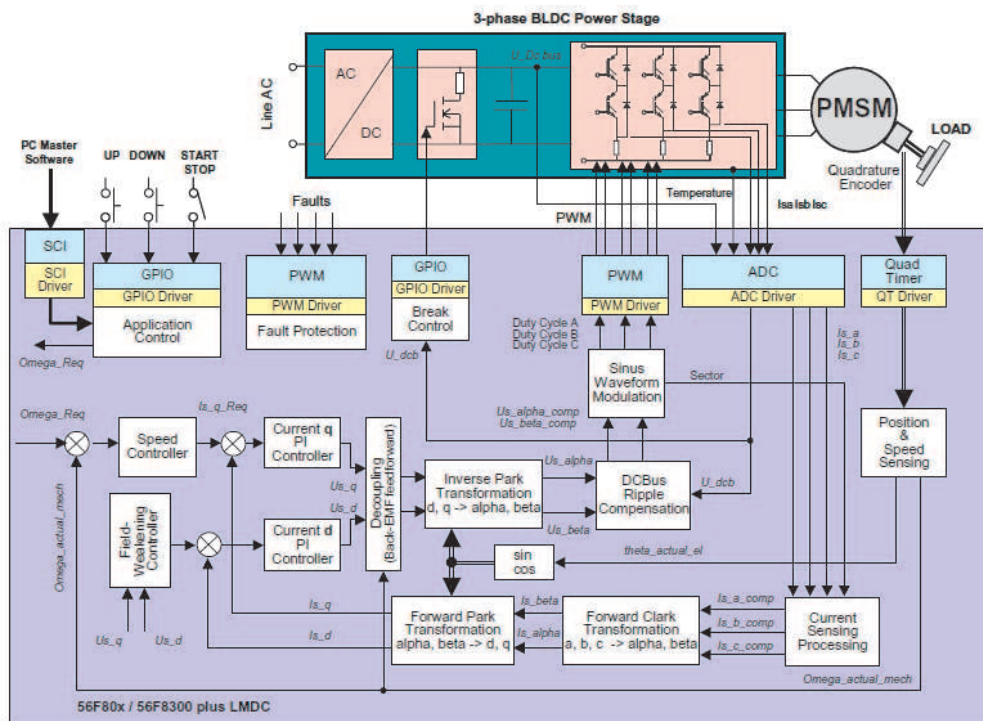 3-phase BLDC Power Stage
Line AC
AC
DC
U_Dc bus
PMSM
LOAD
Quadrature
Encoder
PC Master
Software
UP
DOWN
START
STOP
Faults
PWM
Temperature
Isa Isb Isc
SCI
SCI
Driver
GPIO
GPIO Driver
Application
Control
PWM
PWM Driver
Fault Protection
GPIO
GPIO Driver
Break
Control
PWM
PWM Driver
ADC
ADC Driver
Quad
Timer
QT Driver
Omega_Req
U_dcb
Duty Cycle A
Duty Cycle B
Duty Cycle C
Is_a
Is_b
Is_c
Sinus
Waveform
Modulation
Sector
Omega_Req
Is_q_Req
Us_alpha_comp
Us_beta_comp
Speed
Controller
Current q
PI
Controller
Us_q
Us_d
Decoupling
(Back-EMF feedforward)
Inverse Park
Transformation
d, q -> alpha, beta
Us_alpha
Us_beta
DCBus
Ripple
Compensation
U_dcb
Position
&
Speed
Sensing
Omega_actual_mech
Field-
Weakening
Controller
Current d
PI
Controller
sin
cos
theta_actual_el
Us_q
Us_d
Is_q
Is_d
Forward Park
Transformation
alpha, beta -> d, q
Is_beta
Is_alpha
Forward Clark
Transformation
a, b, c -> alpha, beta
Is_a_comp
Is_b_comp
Is_c_comp
Current
Sensing
Processing
Omega_actual_mech
56F80x / 56F8300 plus LMDC